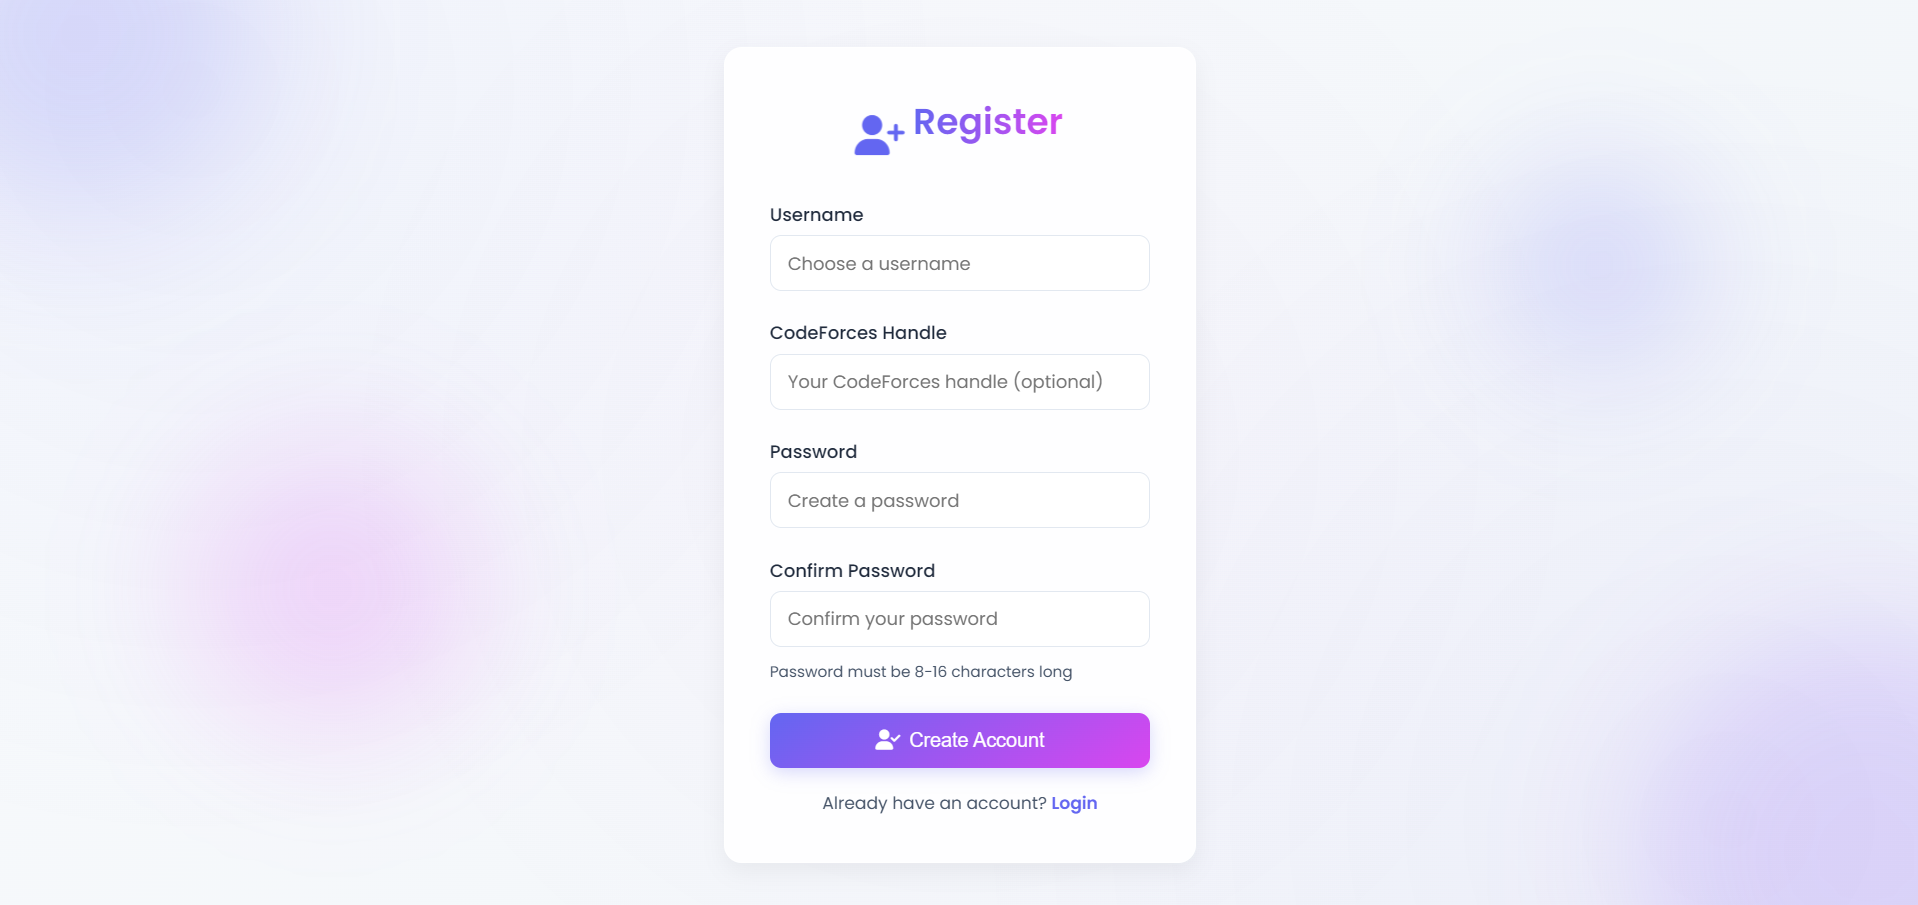 Register
Username
Choose a username
CodeForces Handle
Your CodeForces handle (optional)
Password
Create a password
Confirm Password
Confirm your password
Password must be 8-16 characters long
Create Account
Already have an account? Login